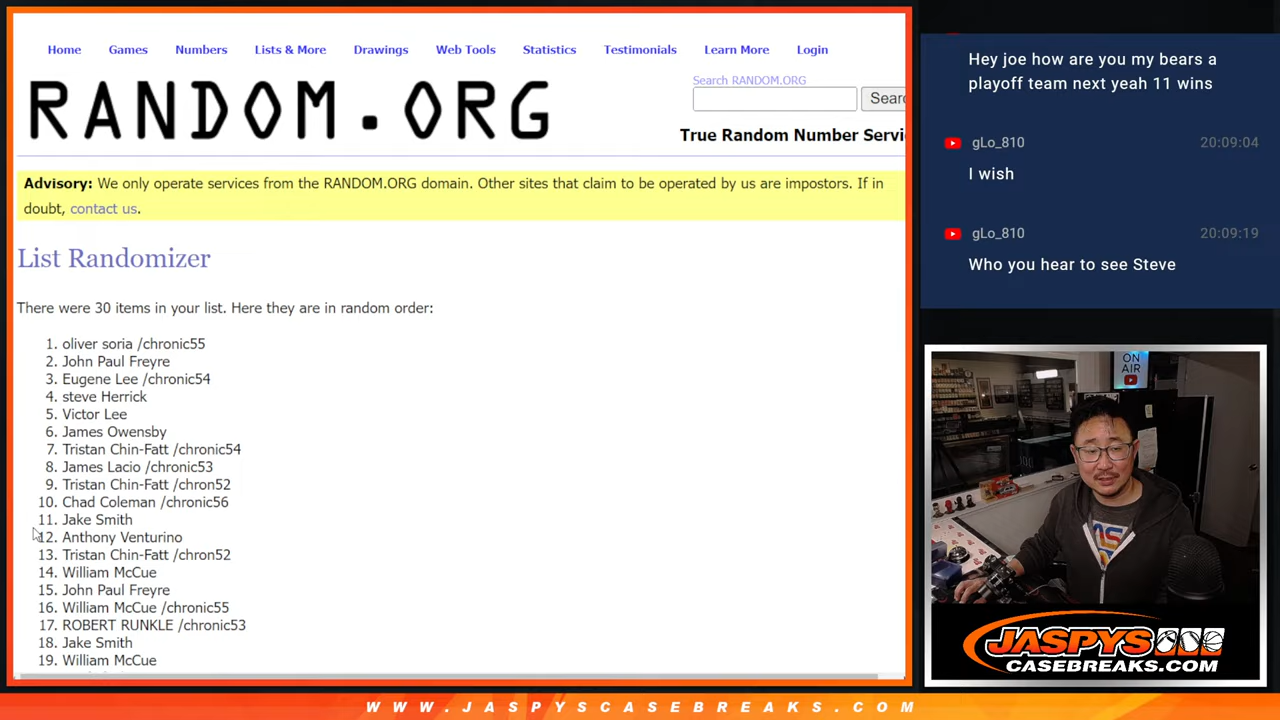 Home Games Numbers Lists & More Drawings Web Tools Statistics Testimonials Learn More Login
RANDOM.ORG
Search RANDOM.ORG
True Random Number Servi
Advisory: We only operate services from the RANDOM.ORG domain. Other sites that claim to be operated by us are impostors. If in
doubt, contact us.
List Randomizer
There were 30 items in your list. Here they are in random order:
1. oliver soria /chronic55
2. John Paul Freyre
3. Eugene Lee /chronic54
4. steve Herrick
5. Victor Lee
6. James Owensby
7. Tristan Chin-Fatt /chronic54
8. James Lacio /chronic53
9. Tristan Chin-Fatt /chron52
10. Chad Coleman /chronic56
11. Jake Smith
12. Anthony Venturino
13. Tristan Chin-Fatt /chron52
14. William McCue
15. John Paul Freyre
16. William McCue /chronic55
17. ROBERT RUNKLE /chronic53
18. Jake Smith
19. William McCue
Hey joe how are you my bears a
playoff team next yeah 11 wins
gLo_810 20:09:04
I wish
gLo_810 20:09:19
Who you hear to see Steve
ON
AIR
JASPYS
CASEBREAKS.COM
WWW.JASPYSCASEBREAKS.COM